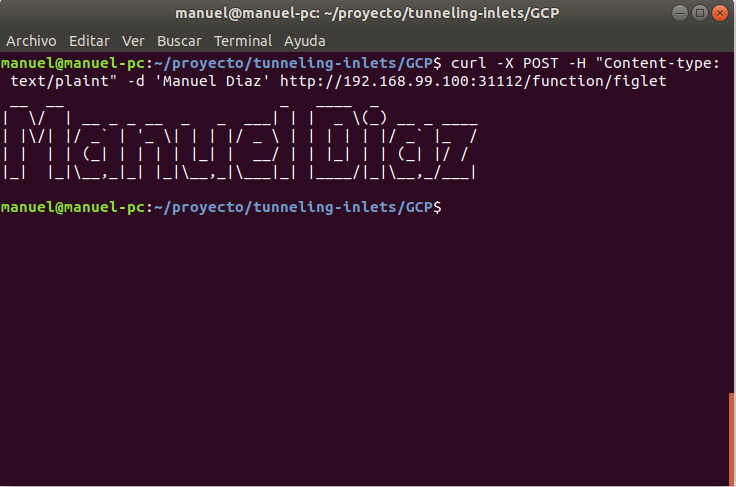 manuel@manuel-pc: ~/proyecto/tunneling-inlets/GCP
Archivo Editar Ver Buscar Terminal Ayuda
manuel@manuel-pc:~/proyecto/tunneling-inlets/GCP$ curl -X POST -H "Content-type:
text/plaint" -d 'Manuel Diaz' http://192.168.99.100:31112/function/figlet
Manuel Diaz
manuel@manuel-pc:~/proyecto/tunneling-inlets/GCP$